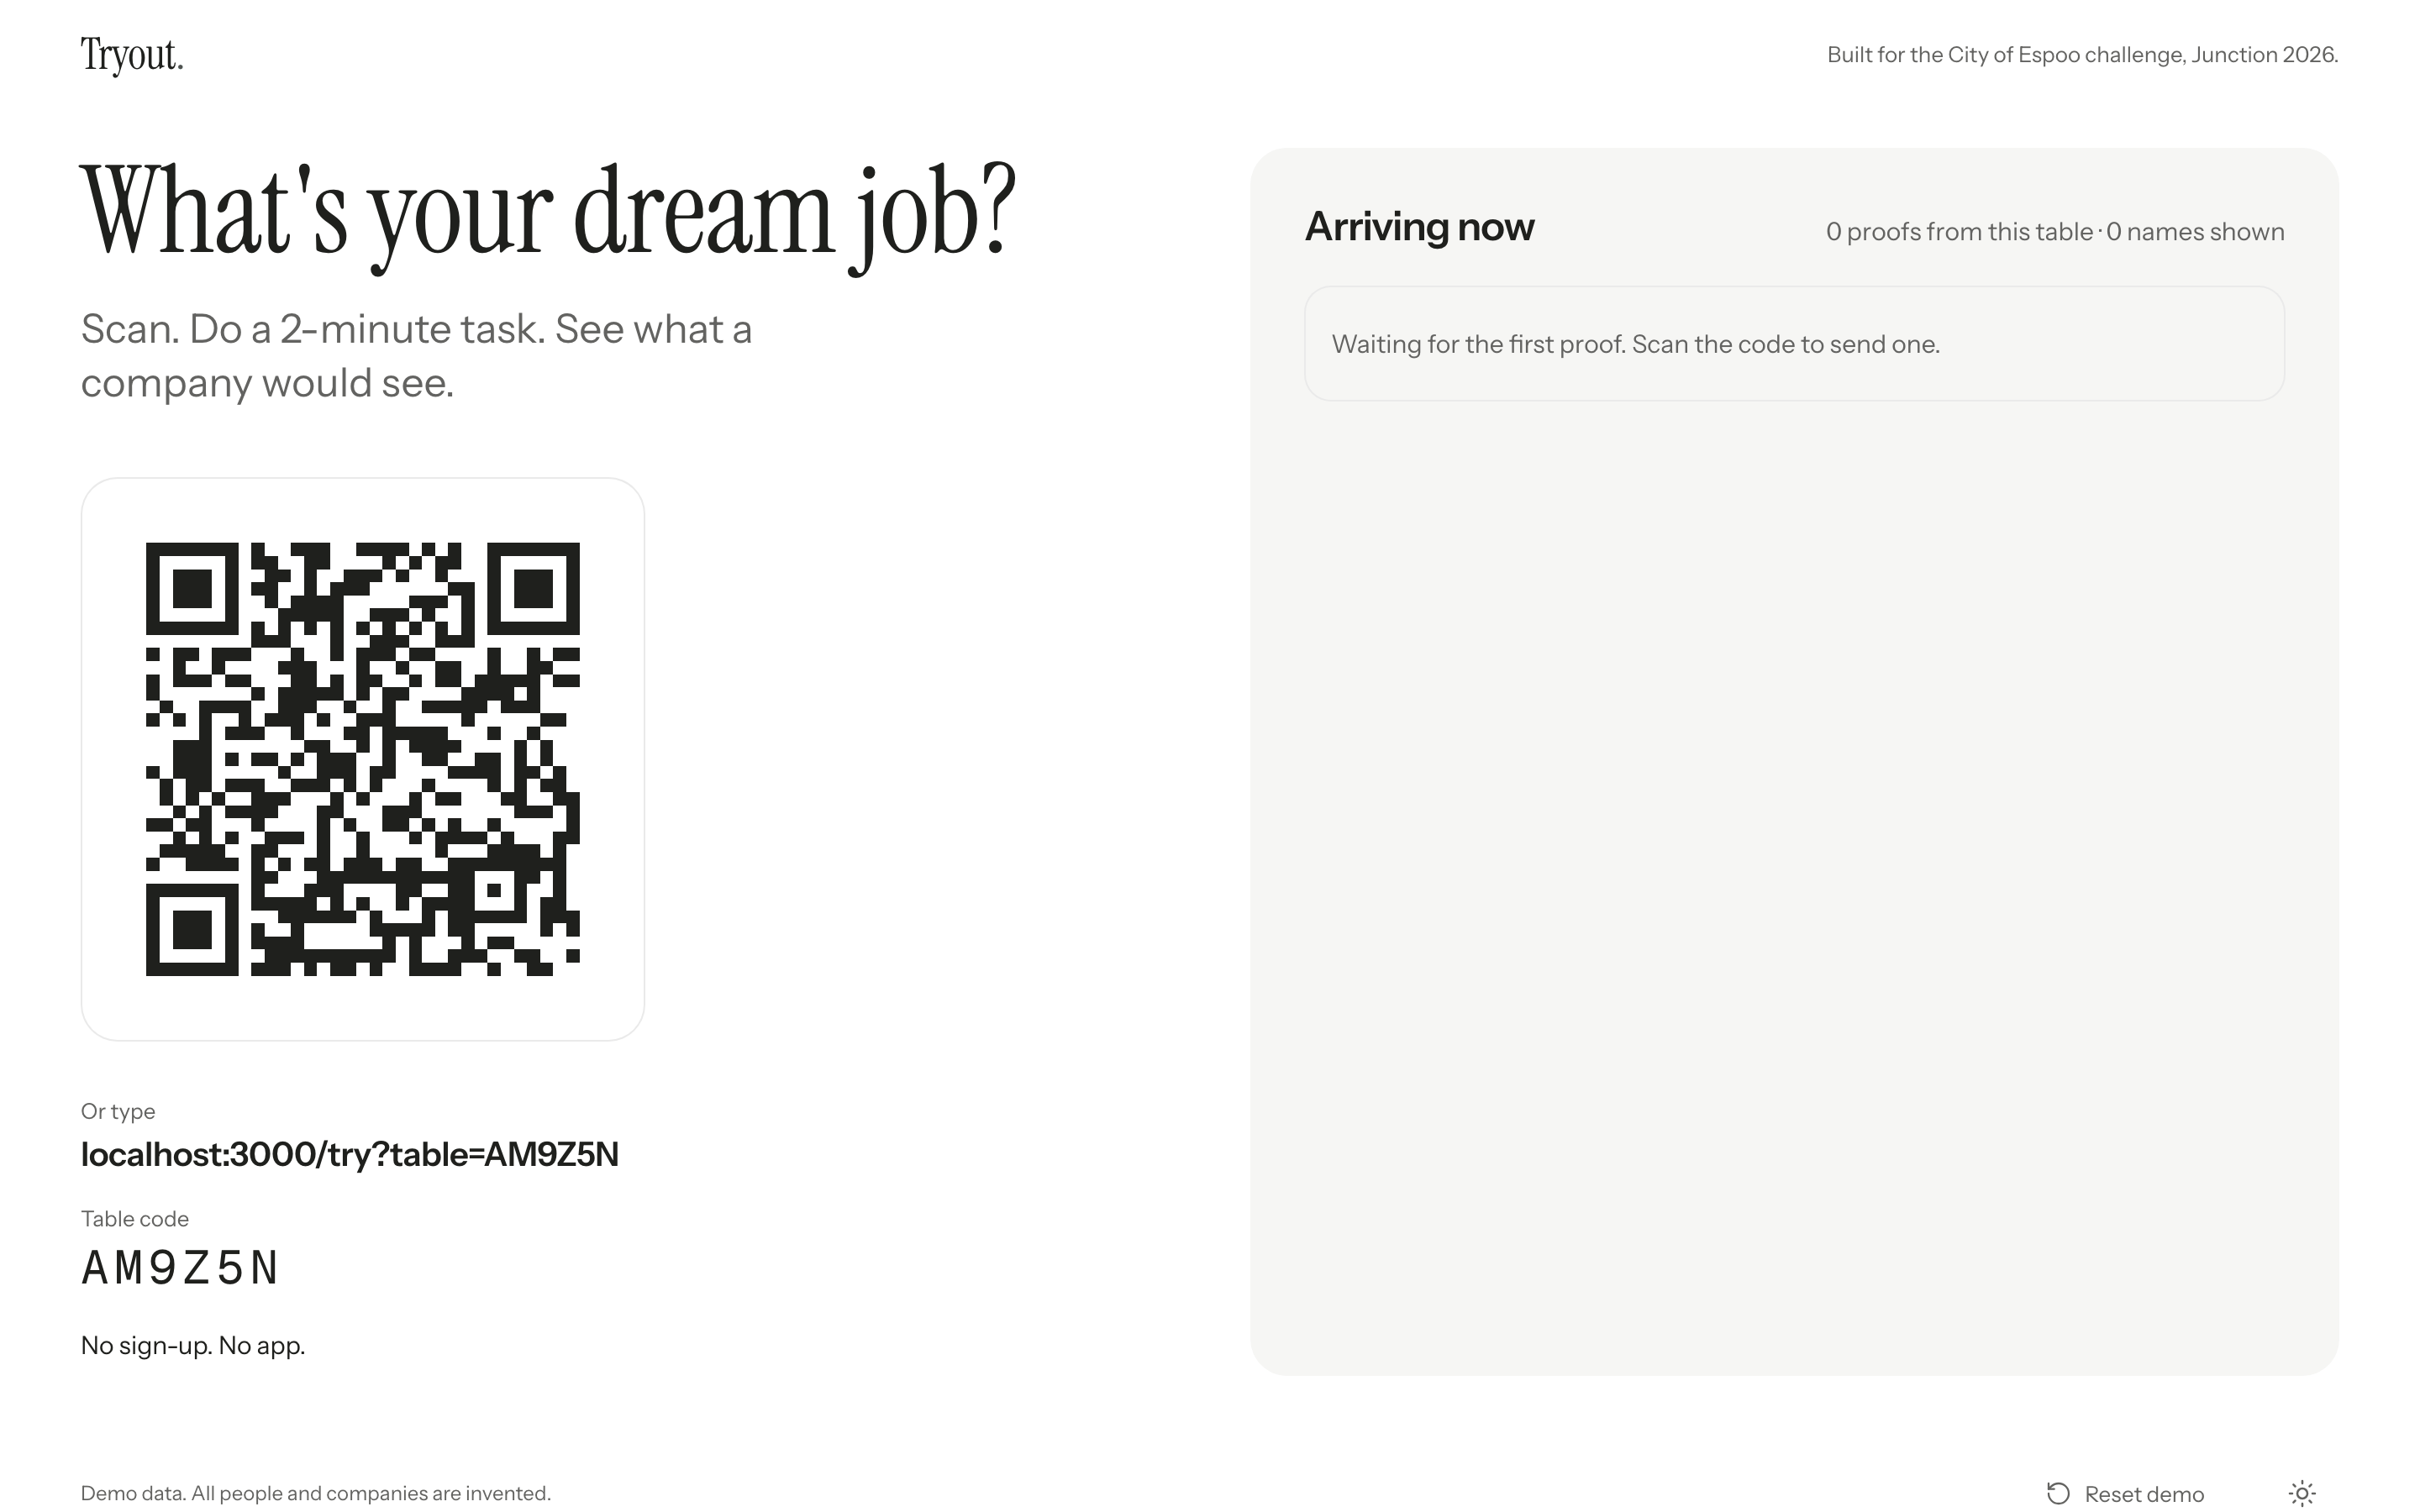 Tryout.
Built for the City of Espoo challenge, Junction 2026.
What's your dream job?
Scan. Do a 2-minute task. See what a
company would see.
Or type
localhost:3000/try?table=AM9Z5N
Table code
AM9Z5N
No sign-up. No app.
Arriving now
0 proofs from this table · 0 names shown
Waiting for the first proof. Scan the code to send one.
Demo data. All people and companies are invented.
Reset demo